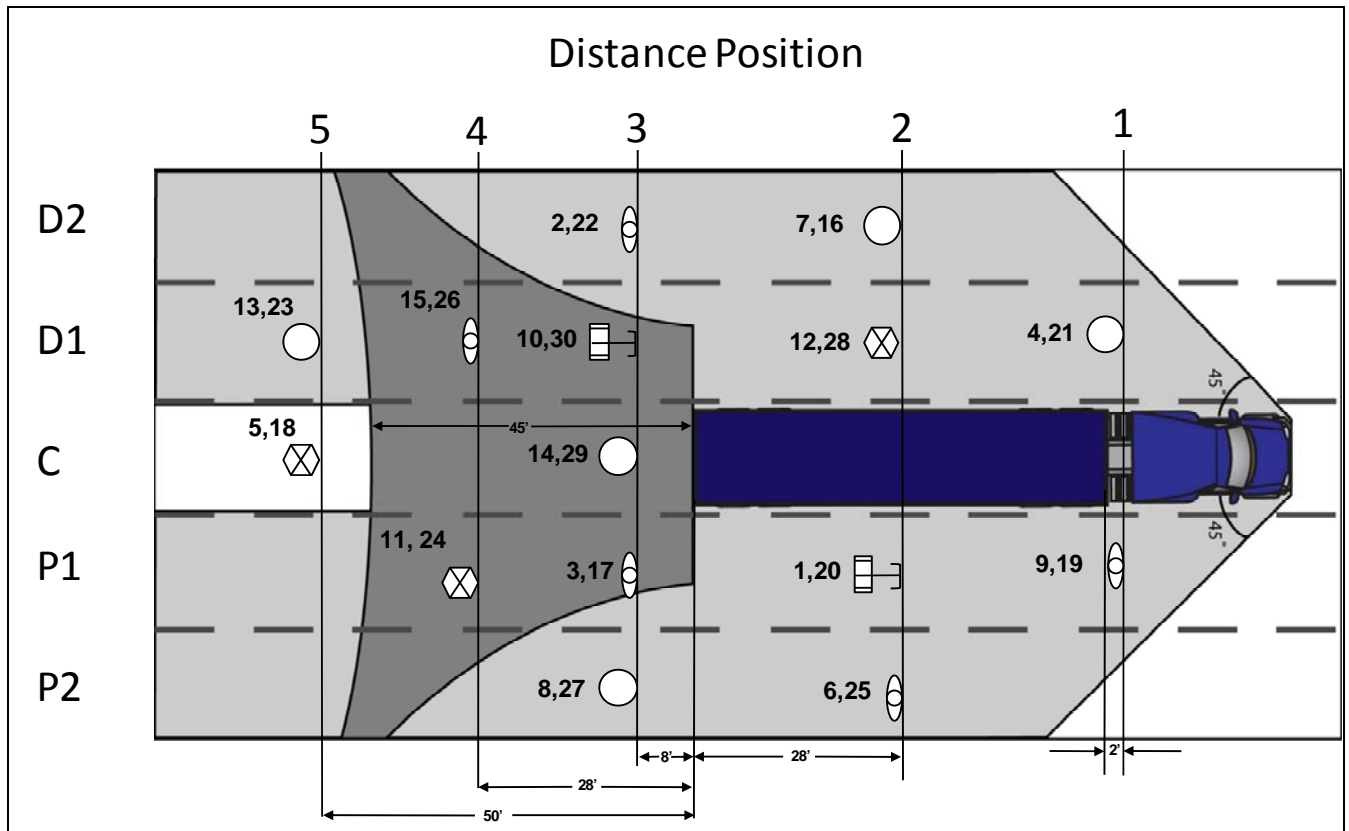 Distance Position
5 4 3 2 1
D2
2,22 7,16
13,23 15,26
D1 10,30 12,28 4,21
45°
5,18 45'
C 14,29
11, 24 45°
P1 3,17 1,20 9,19
P2 8,27 6,25
8' 28' 2'
28'
50'